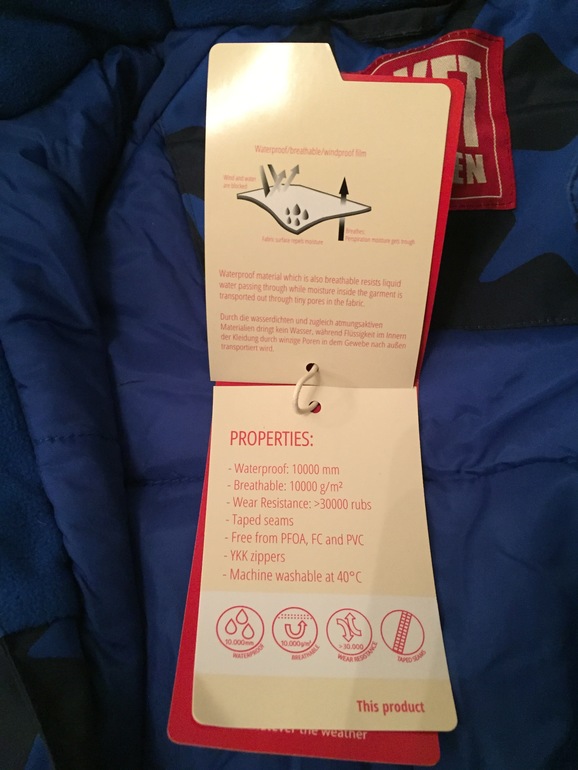 KET
EN
Waterproof/breathable/windproof film
Wind and water
are blocked
Fabric surface repels moisture
Breathes
Transpiration moisture gets trough
Waterproof material which is also breathable resists liquid
water passing through while moisture inside the garment is
transported out through tiny pores in the fabric.
Durch die wasserdichten und zugleich atmungsaktiven
Materialien dringt kein Wasser, während Flüssigkeit im Innern
der Kleidung durch winzige Poren in dem Gewebe nach außen
transportiert wird.
PROPERTIES:
- Waterproof: 10000 mm
- Breathable: 10000 g/m²
- Wear Resistance: >30000 rubs
- Taped seams
- Free from PFOA, FC and PVC
- YKK zippers
- Machine washable at 40°C
10.000mm
WATERPROOF
10.000g/m²
BREATHABLE
>30.000
WEAR RESISTANCE
TAPED SEAMS
This product
the weather